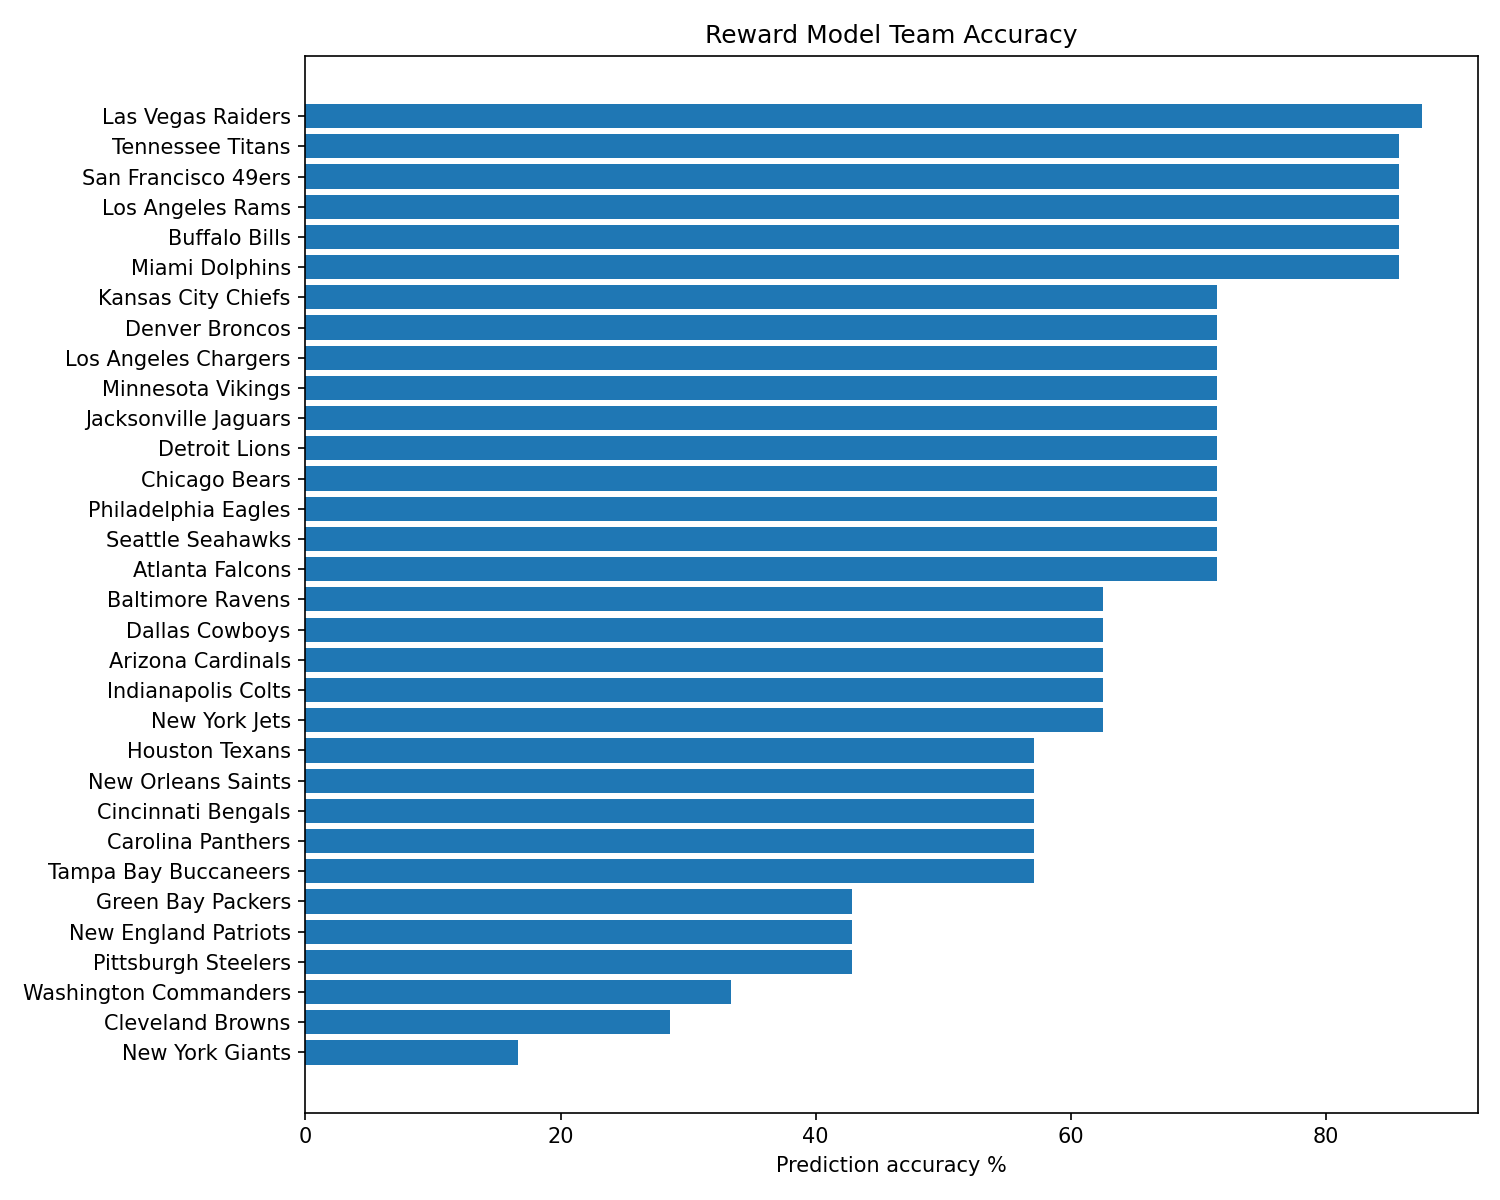 Reward Model Team Accuracy
Las Vegas Raiders
Tennessee Titans
San Francisco 49ers
Los Angeles Rams
Buffalo Bills
Miami Dolphins
Kansas City Chiefs
Denver Broncos
Los Angeles Chargers
Minnesota Vikings
Jacksonville Jaguars
Detroit Lions
Chicago Bears
Philadelphia Eagles
Seattle Seahawks
Atlanta Falcons
Baltimore Ravens
Dallas Cowboys
Arizona Cardinals
Indianapolis Colts
New York Jets
Houston Texans
New Orleans Saints
Cincinnati Bengals
Carolina Panthers
Tampa Bay Buccaneers
Green Bay Packers
New England Patriots
Pittsburgh Steelers
Washington Commanders
Cleveland Browns
New York Giants
0 20 40 60 80
Prediction accuracy %